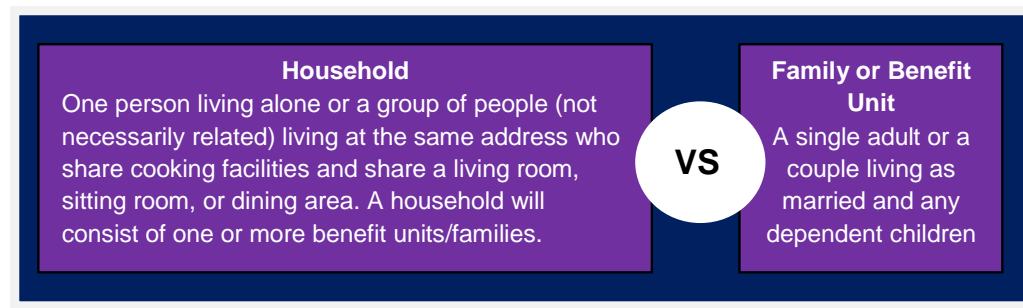 Household
One person living alone or a group of people (not
necessarily related) living at the same address who
share cooking facilities and share a living room,
sitting room, or dining area. A household will
consist of one or more benefit units/families.
VS
Family or Benefit
Unit
A single adult or a
couple living as
married and any
dependent children